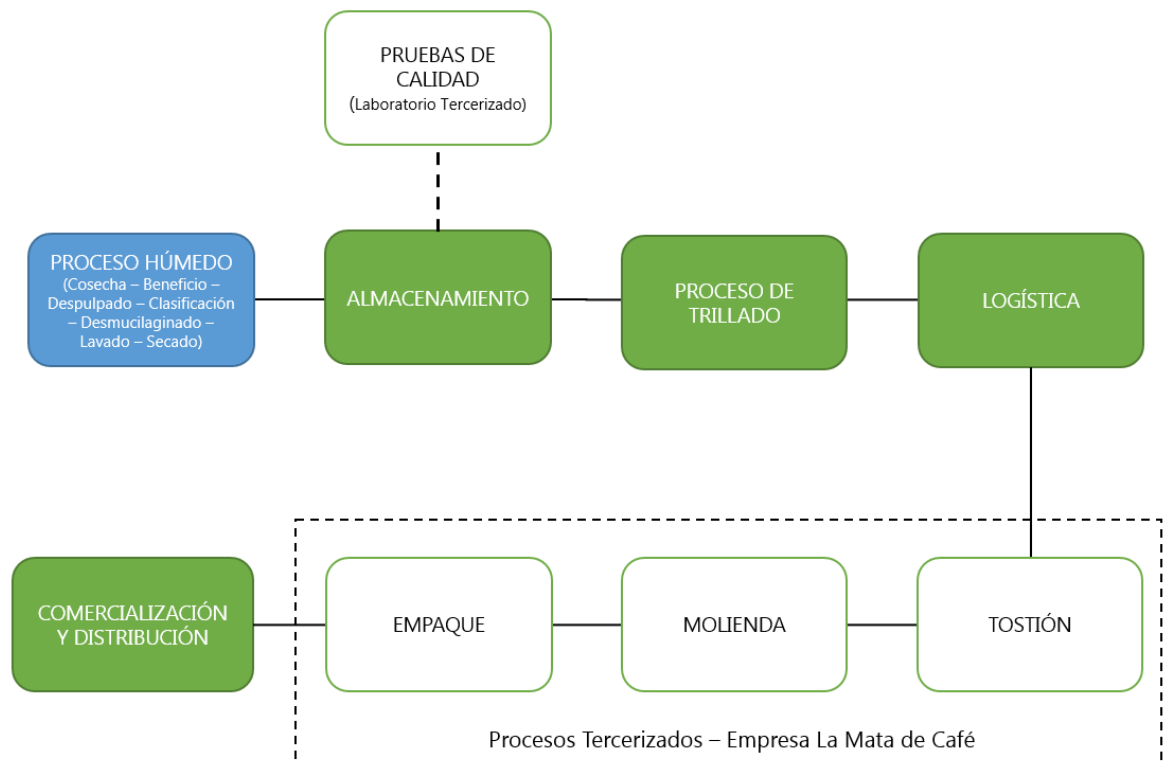 PRUEBAS DE
CALIDAD
(Laboratorio Tercerizado)
PROCESO HÚMEDO
(Cosecha – Beneficio –
Despulpado – Clasificación
– Desmucilaginado –
Lavado – Secado)
ALMACENAMIENTO
PROCESO DE
TRILLADO
LOGÍSTICA
COMERCIALIZACIÓN
Y DISTRIBUCIÓN
EMPAQUE
MOLIENDA
TOSTIÓN
Procesos Tercerizados – Empresa La Mata de Café